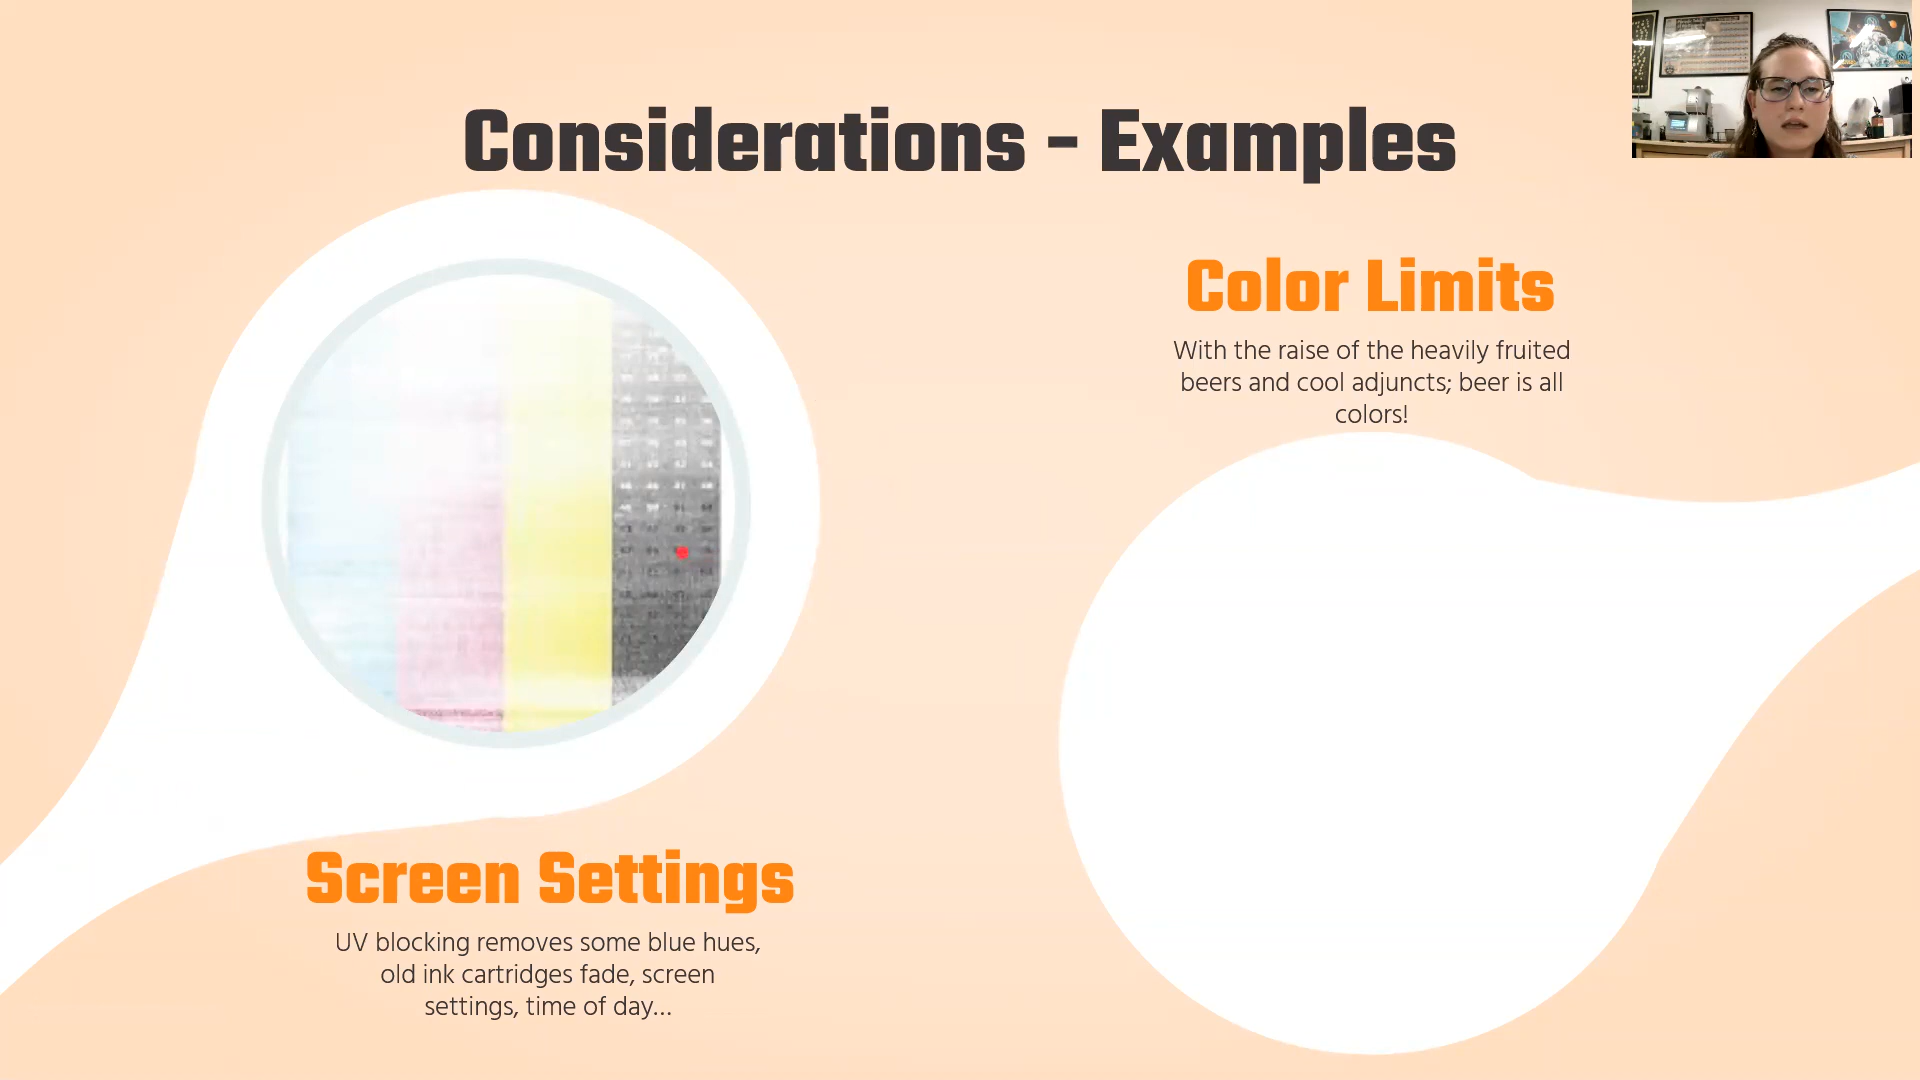 Considerations - Examples
Color Limits
With the raise of the heavily fruited
beers and cool adjuncts; beer is all
colors!
Screen Settings
UV blocking removes some blue hues,
old ink cartridges fade, screen
settings, time of day...